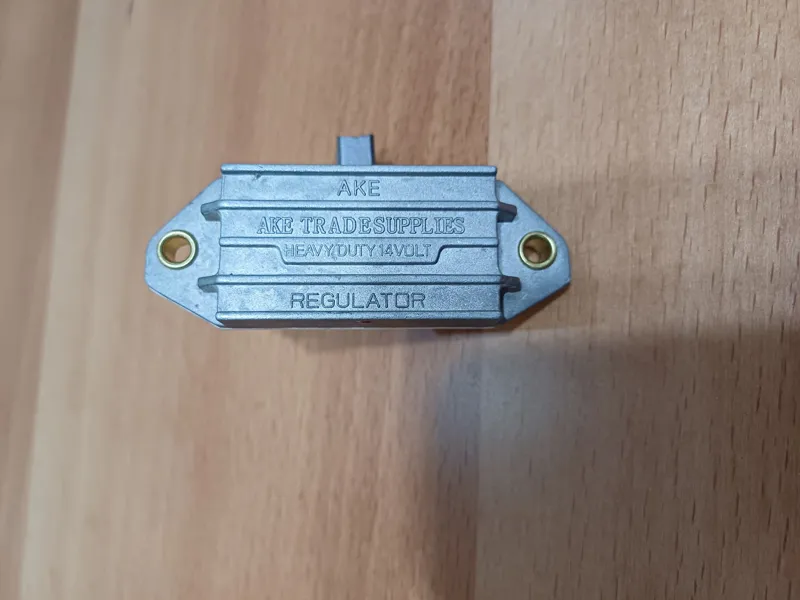 AKE
AKE TRADESUPPLIES
HEAVY DUTY 14VOLT
REGULATOR